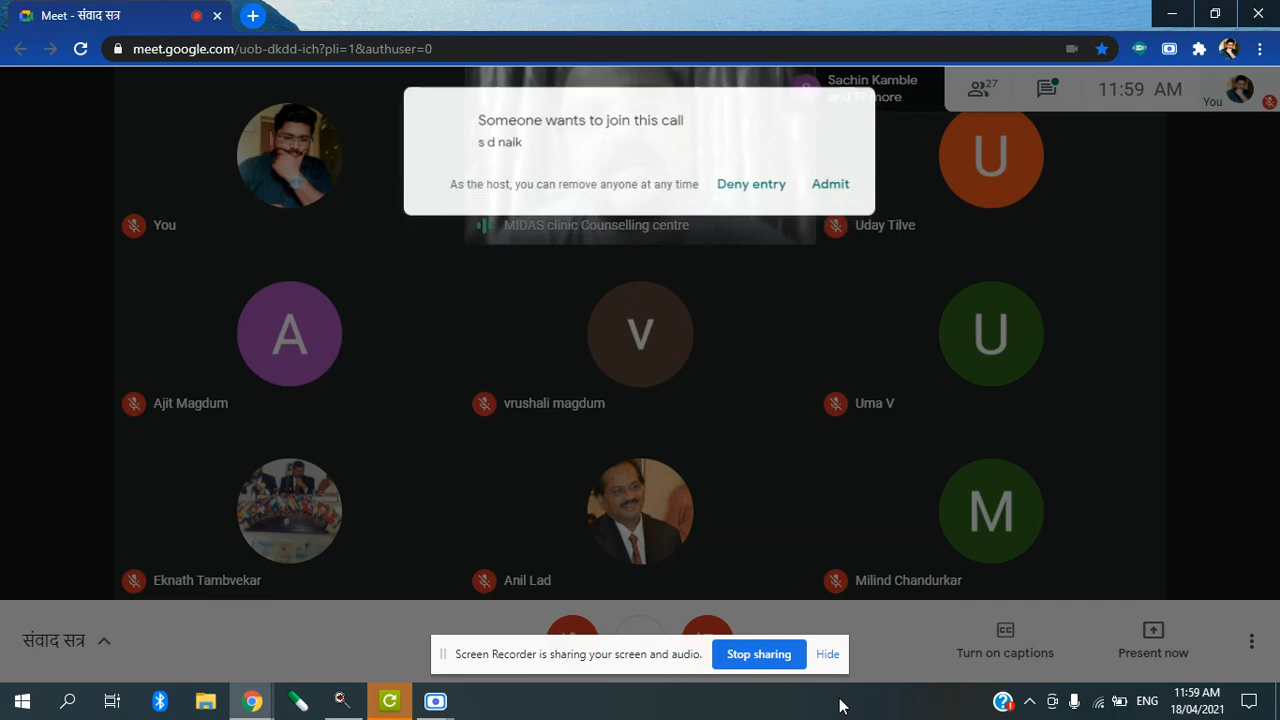 Meet - संवाद सत्र
meet.google.com/uob-dkdd-ich?pli=1&authuser=0
Sachin Kamble
and 17 more
27
11:59 AM
You
Someone wants to join this call
s d naik
As the host, you can remove anyone at any time
Deny entry
Admit
You
MIDAS clinic Counselling centre
U
Uday Tilve
A
Ajit Magdum
V
vrushali magdum
U
Uma V
Eknath Tambvekar
Anil Lad
M
Milind Chandurkar
संवाद सत्र
Screen Recorder is sharing your screen and audio.
Stop sharing
Hide
CC
Turn on captions
Present now
ENG
11:59 AM
18/04/2021